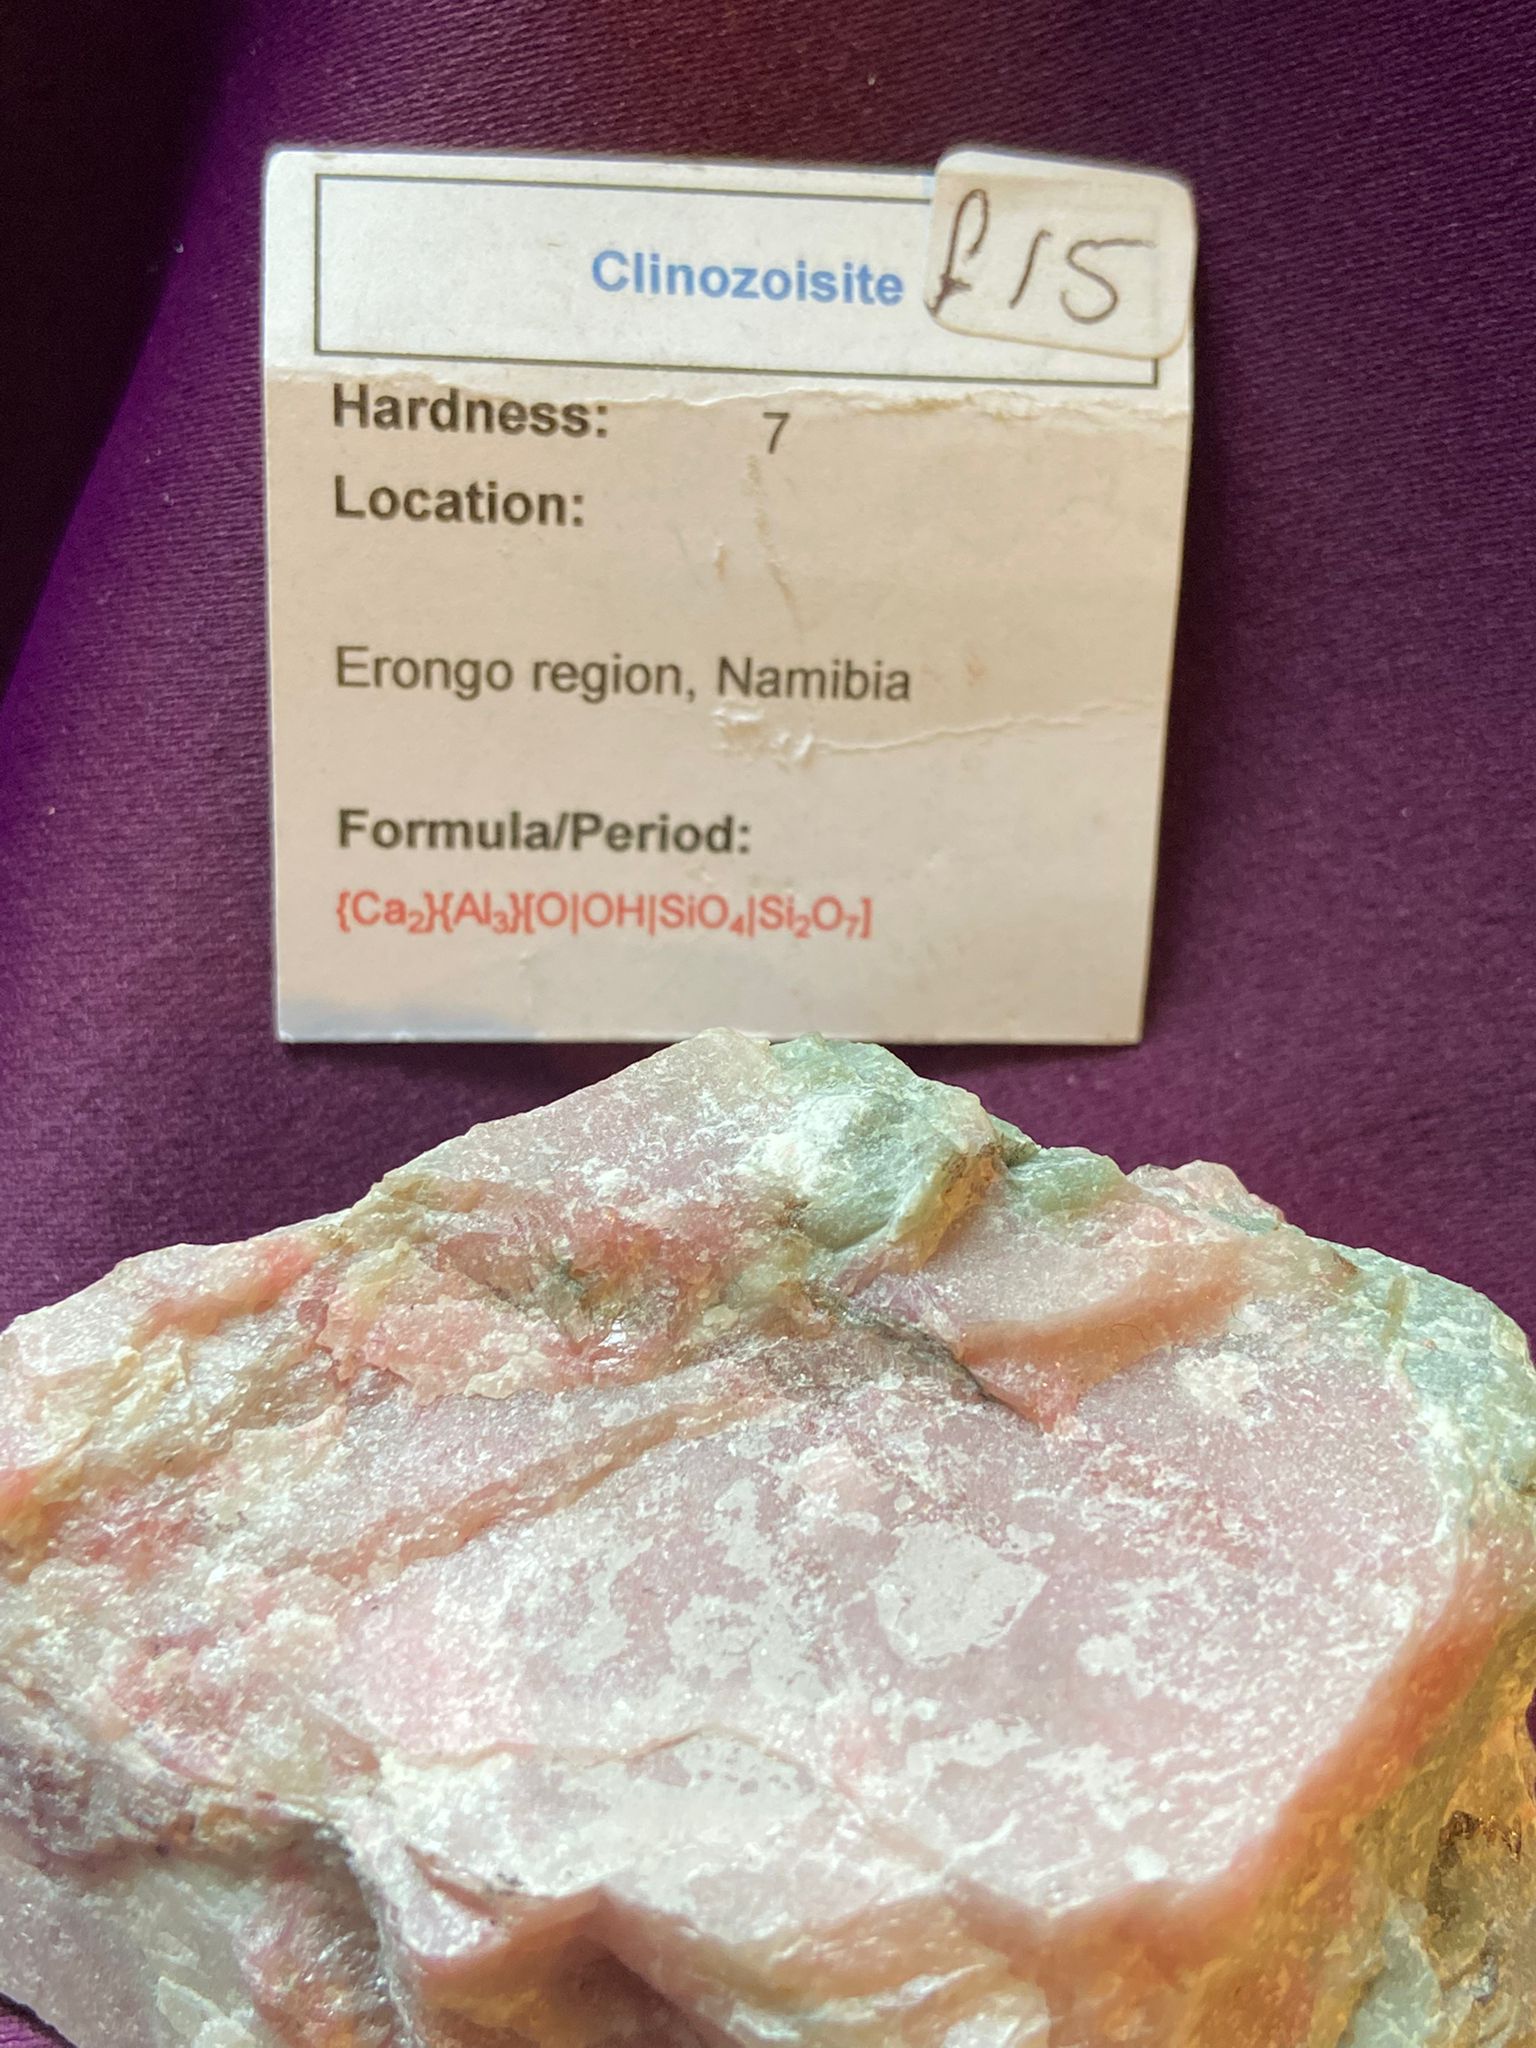 Clinozoisite
£15
Hardness: 7
Location:
Erongo region, Namibia
Formula/Period:
{Ca₂}{Al₃}[O|OH|SiO₄|Si₂O₇]